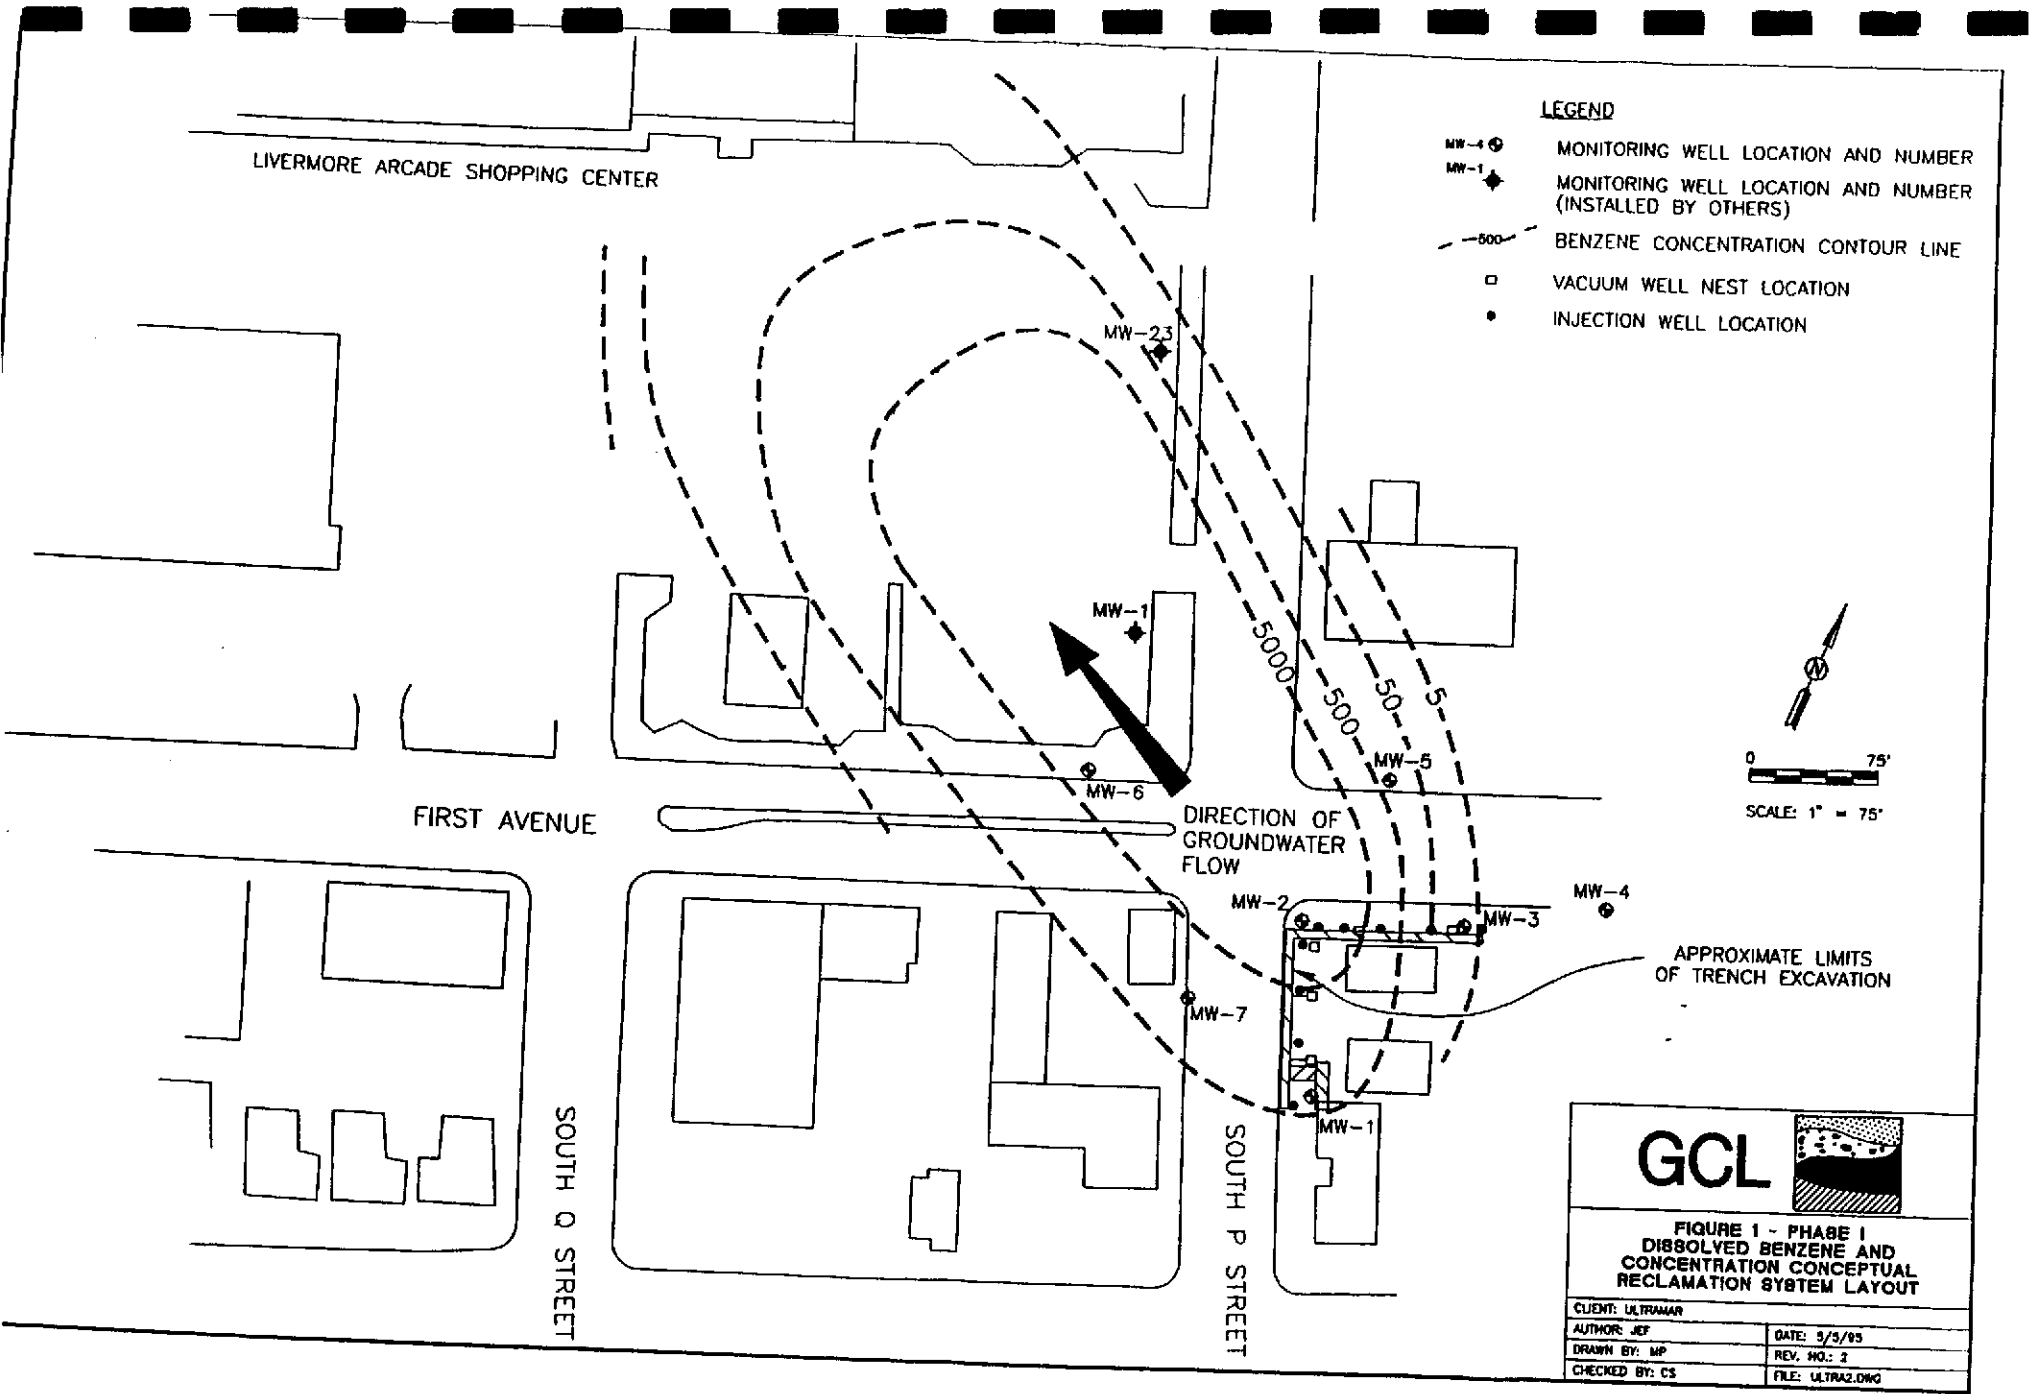 LEGEND
MW-4
MONITORING WELL LOCATION AND NUMBER
MW-1
MONITORING WELL LOCATION AND NUMBER
(INSTALLED BY OTHERS)
500
BENZENE CONCENTRATION CONTOUR LINE
VACUUM WELL NEST LOCATION
INJECTION WELL LOCATION
LIVERMORE ARCADE SHOPPING CENTER
MW-23
MW-1
5000
500
50
5
N
0 75'
SCALE: 1" = 75'
MW-5
MW-6
FIRST AVENUE
DIRECTION OF
GROUNDWATER
FLOW
MW-2
MW-3
MW-4
APPROXIMATE LIMITS
OF TRENCH EXCAVATION
MW-7
MW-1
SOUTH Q STREET
SOUTH P STREET
GCL
FIGURE 1 - PHASE I
DISSOLVED BENZENE AND
CONCENTRATION CONCEPTUAL
RECLAMATION SYSTEM LAYOUT
CLIENT: ULTRAMAR
AUTHOR: JEF
DATE: 5/5/95
DRAWN BY: MP
REV. NO.: 2
CHECKED BY: CS
FILE: ULTRA2.DWG